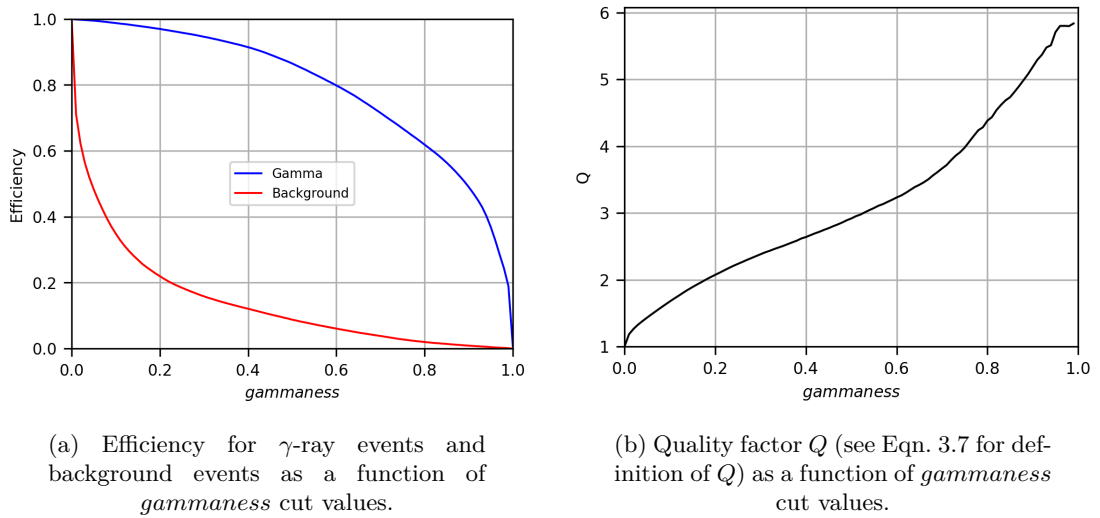 1.0
0.8
0.6
0.4
0.2
0.0
Efficiency
Gamma
Background
0.0 0.2 0.4 0.6 0.8 1.0
gammaness
(a) Efficiency for γ-ray events and
background events as a function of
gammaness cut values.
6
5
4
3
2
1
Q
0.0 0.2 0.4 0.6 0.8 1.0
gammaness
(b) Quality factor Q (see Eqn. 3.7 for def-
inition of Q) as a function of gammaness
cut values.